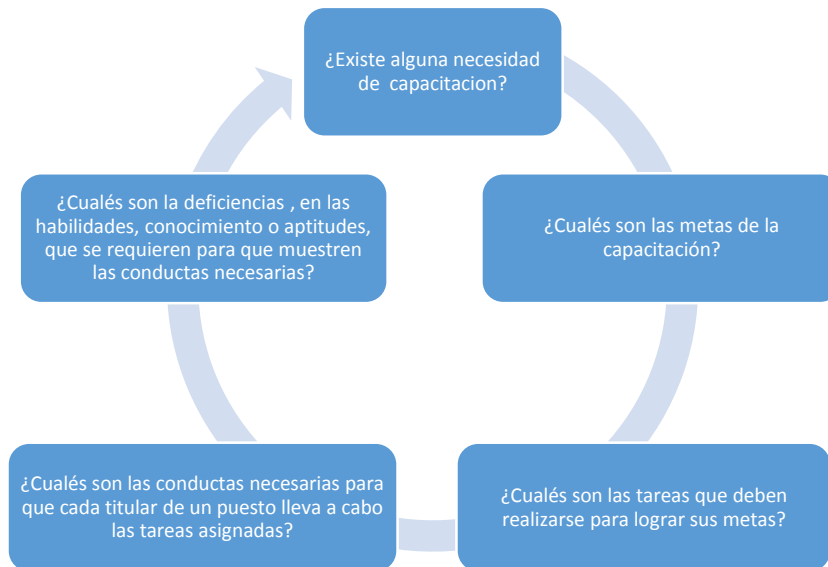 ¿Existe alguna necesidad
de capacitacion?
¿Cualés son las metas de la
capacitación?
¿Cualés son las tareas que deben
realizarse para lograr sus metas?
¿Cualés son las conductas necesarias para
que cada titular de un puesto lleva a cabo
las tareas asignadas?
¿Cualés son la deficiencias , en las
habilidades, conocimiento o aptitudes,
que se requieren para que muestren
las conductas necesarias?